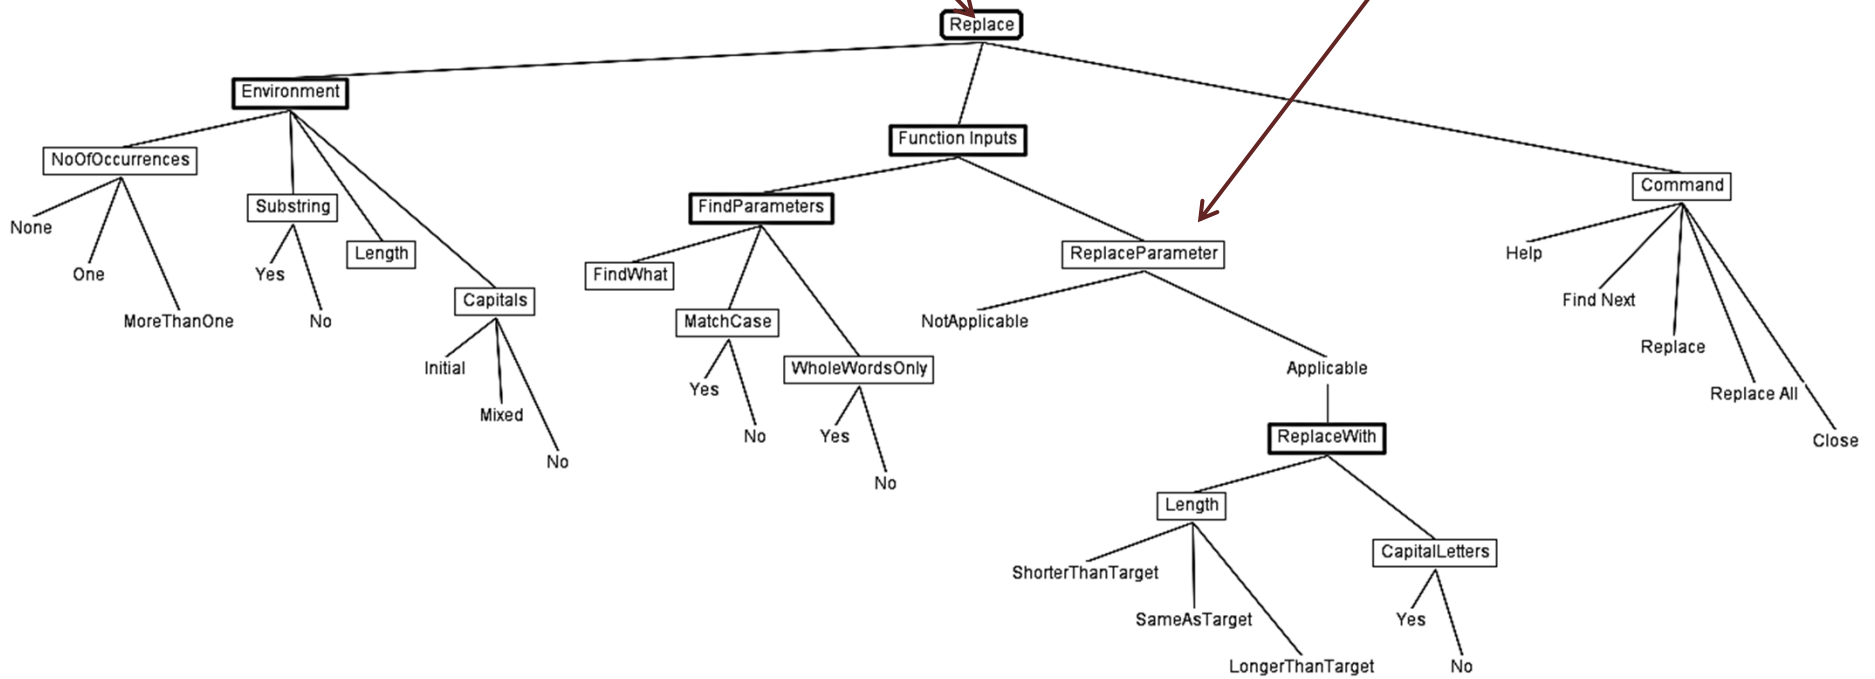 Replace
Environment
Function Inputs
NoOfOccurrences
Command
Substring
FindParameters
None
Length
ReplaceParameter
Help
One
Yes
FindWhat
Capitals
Find Next
MoreThanOne
No
MatchCase
NotApplicable
Replace
Initial
WholeWordsOnly
Applicable
Yes
Replace All
Mixed
No
Yes
ReplaceWith
Close
No
No
Length
CapitalLetters
ShorterThanTarget
SameAsTarget
Yes
LongerThanTarget
No